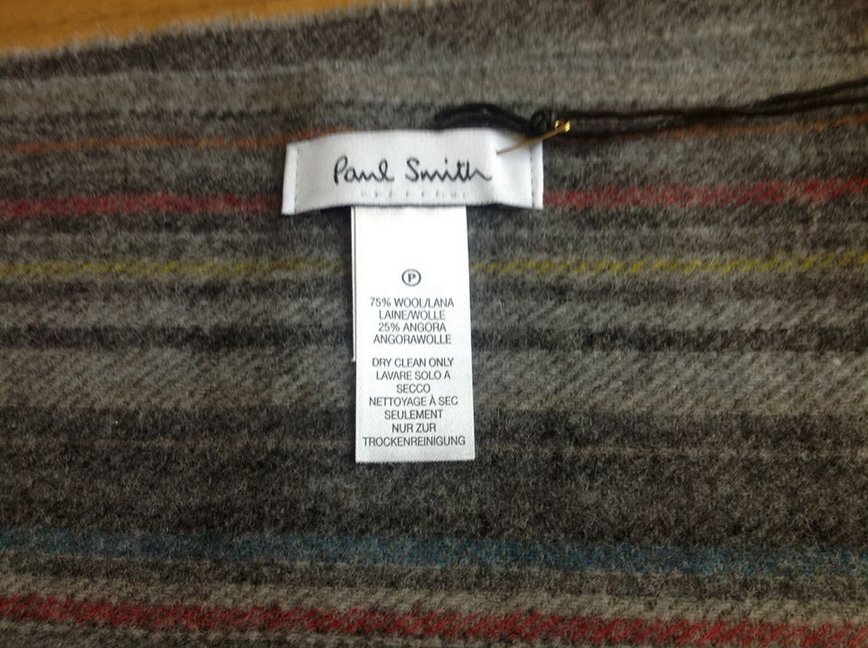 Paul Smith
P
75% WOOL/LANA
LAINE/WOLLE
25% ANGORA
ANGORAWOLLE
DRY CLEAN ONLY
LAVARE SOLO A
SECCO
NETTOYAGE À SEC
SEULEMENT
NUR ZUR
TROCKENREINIGUNG